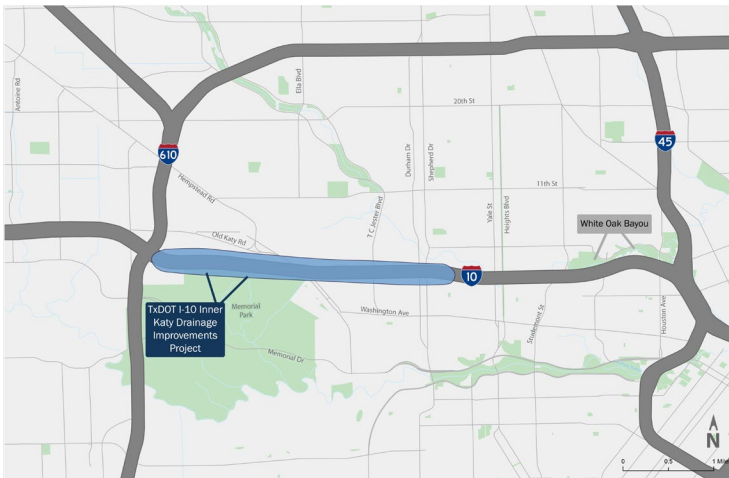 Antoine Rd
Ella Blvd
20th St
610
45
Durham Dr
Shepherd Dr
Hempstead Rd
11th St
T C Jester Blvd
Yale St
Heights Blvd
White Oak Bayou
Old Katy Rd
10
TxDOT I-10 Inner
Katy Drainage
Improvements
Project
Memorial
Park
Washington Ave
Studemont St
Houston Ave
Memorial Dr
N
0
0.5
1 Mile